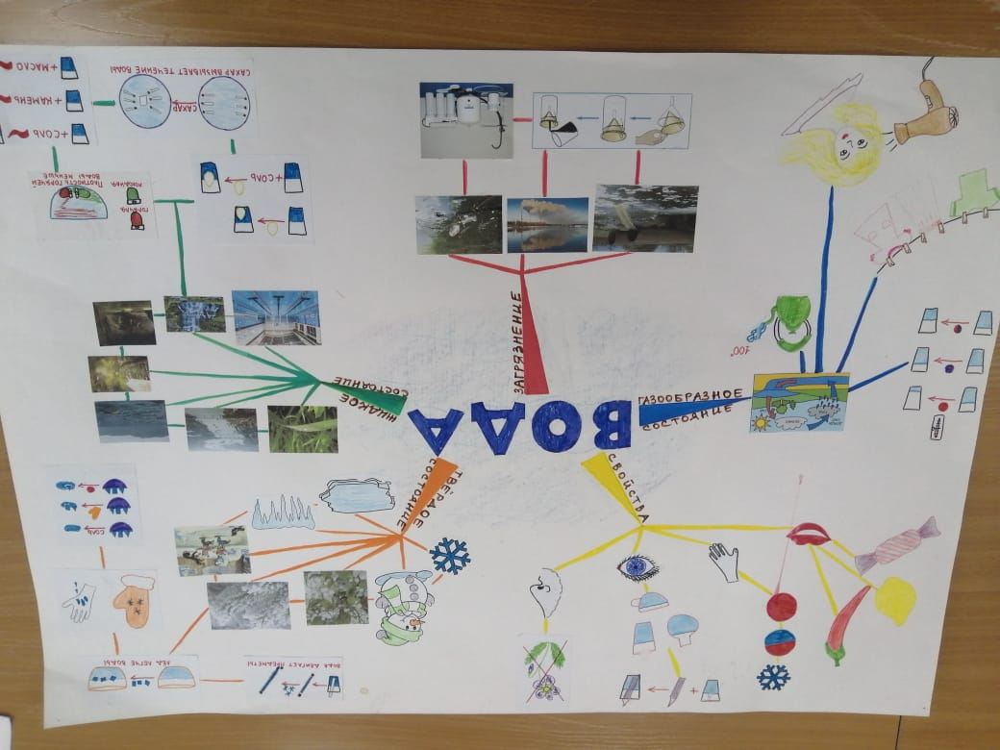 + МАСЛО
+ КАМЕНЬ
+ СОЛЬ
САХАР ВЫЗЫВАЕТ ТЕЧЕНИЕ ВОДЫ
САХАР
ПЛОТНОСТЬ ГОРЯЧЕЙ
ВОДЫ МЕНЬШЕ
ХОЛОДНАЯ
ГОРЯЧАЯ
+ СОЛЬ
ЗАГРЯЗНЕНИЕ
100°
ЖИДКОЕ
СОСТОЯНИЕ
ВОДА
ГАЗООБРАЗНОЕ
СОСТОЯНИЕ
ТВЁРДОЕ
СОСТОЯНИЕ
СВОЙСТВА
СОЛЬ
ЛЁД ЛЕГЧЕ ВОДЫ
ВОДА ДВИГАЕТ ПРЕДМЕТЫ